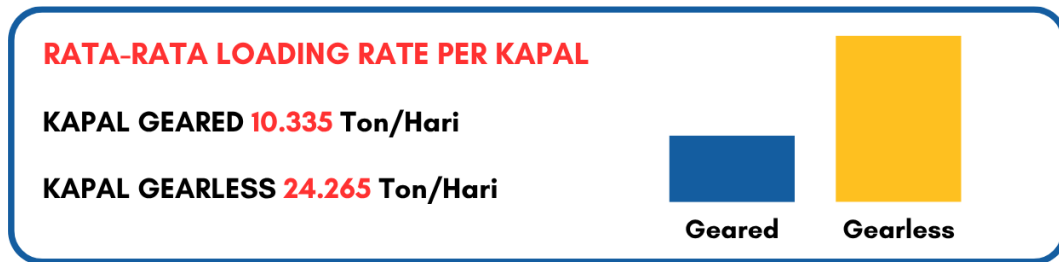 RATA-RATA LOADING RATE PER KAPAL
KAPAL GEARED 10.335 Ton/Hari
KAPAL GEARLESS 24.265 Ton/Hari
Geared
Gearless